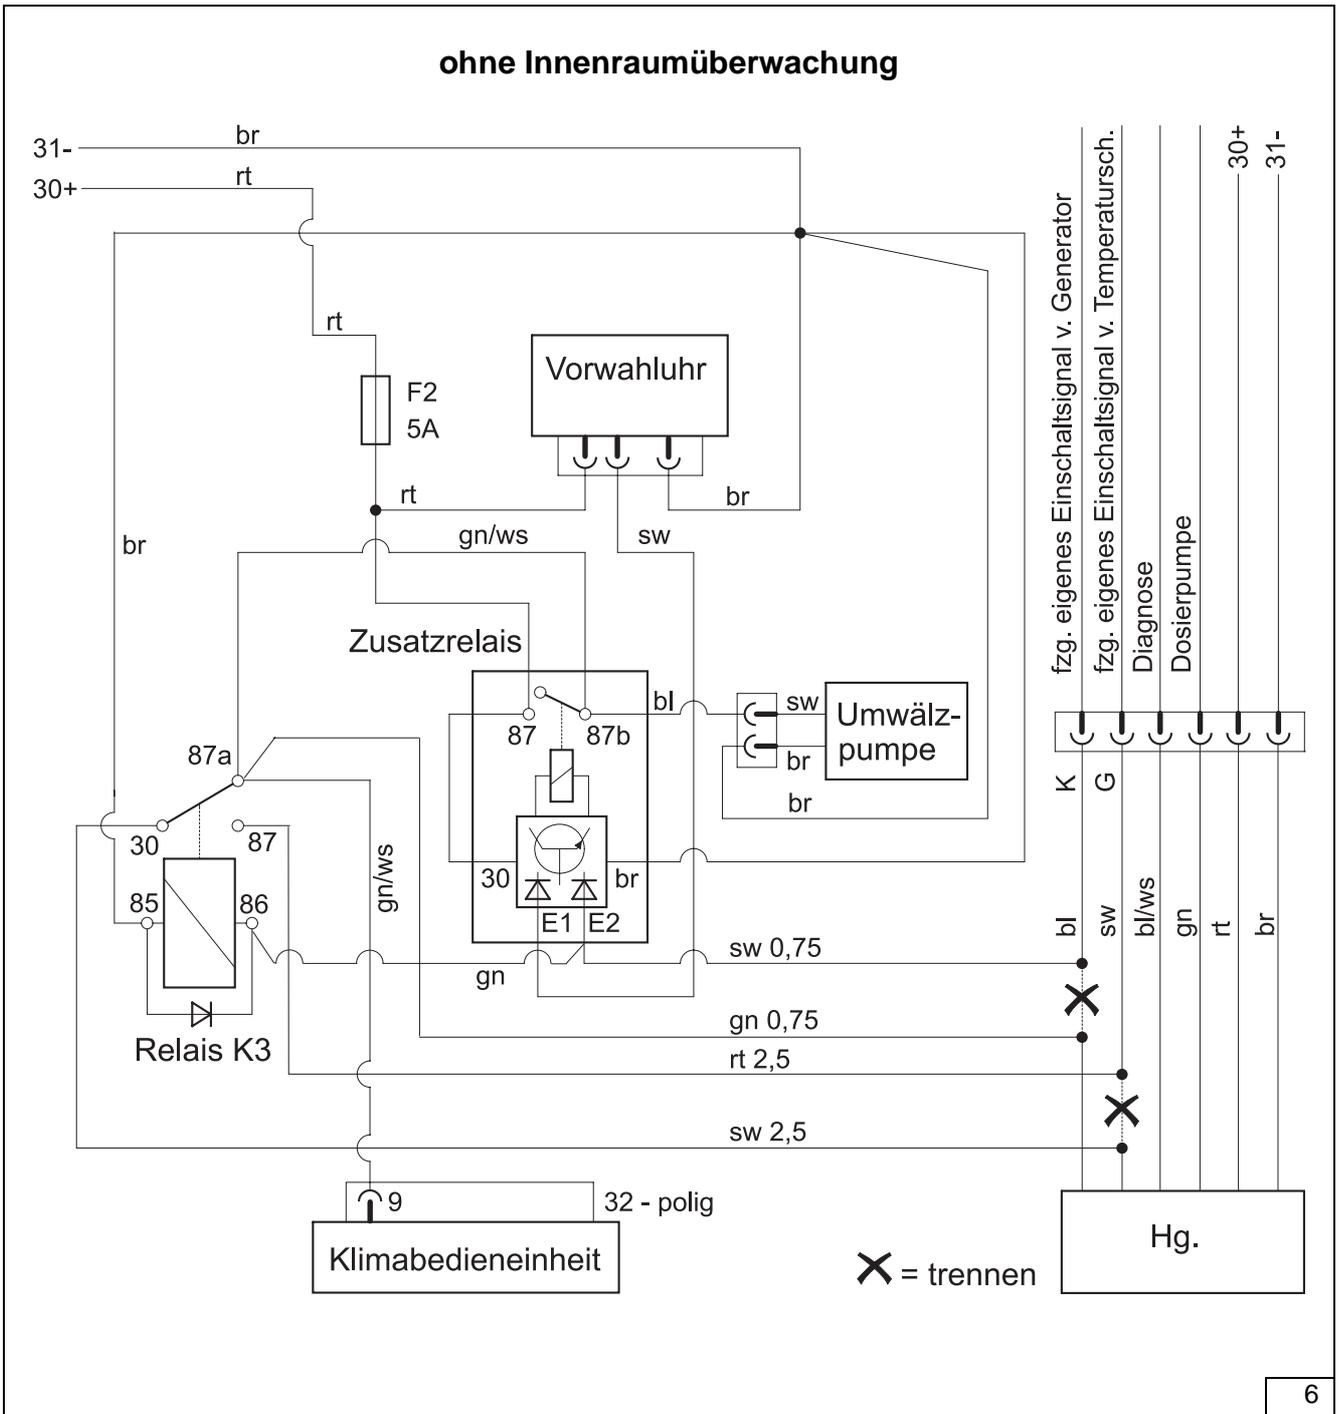 ohne Innenraumüberwachung
31-
br
30+
rt
fzg. eigenes Einschaltsignal v. Generator
fzg. eigenes Einschaltsignal v. Temperatursch.
Diagnose
Dosierpumpe
30+
31-
rt
F2
5A
Vorwahluhr
rt
br
gn/ws
sw
br
Zusatzrelais
bl
87
87b
sw
br
Umwälz-
pumpe
br
K
G
87a
30
87
gn/ws
30
br
85
86
E1
E2
bl
sw
bl/ws
gn
rt
br
gn
sw 0,75
gn 0,75
Relais K3
rt 2,5
sw 2,5
9
32 - polig
Klimabedieneinheit
= trennen
Hg.
6